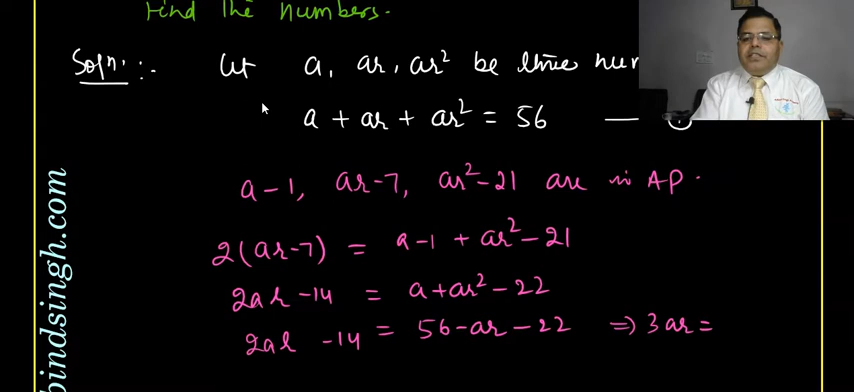 Find the numbers.
Soln:- Let a, ar, ar² be three num
a + ar + ar² = 56 —
a-1, ar-7, ar²-21 are in AP.
2(ar-7) = a-1 + ar²-21
2ar -14 = a+ar²-22
2ar -14 = 56-ar-22 ⇒ 3ar =
bindsingh.com